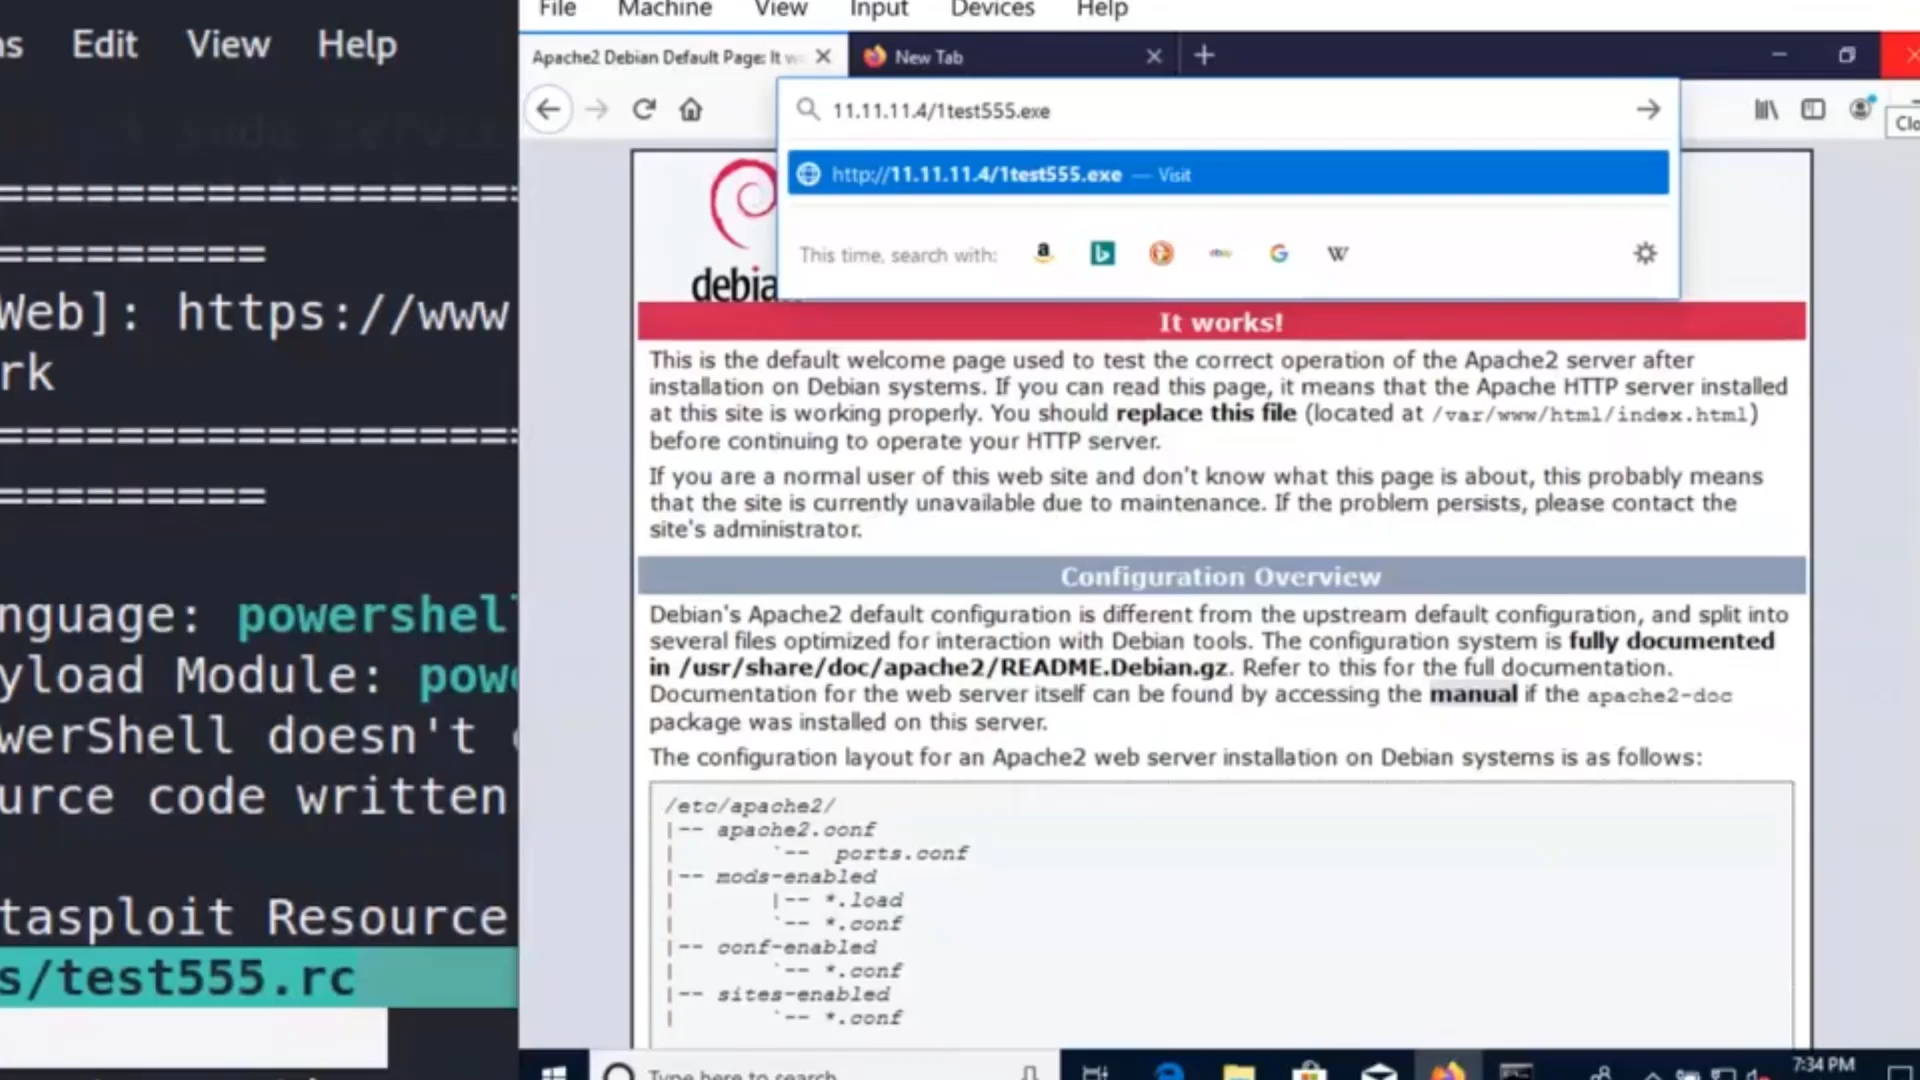 ns Edit View Help
==================
=========
Web]: https://www
rk
==================
=========
nguage: powershell
yload Module: powe
werShell doesn't
urce code written
tasploit Resource
s/test555.rc
File Machine View Input Devices Help
Apache2 Debian Default Page: It w
New Tab
11.11.11.4/1test555.exe
Clo
http://11.11.11.4/1test555.exe — Visit
This time, search with:
debia
It works!
This is the default welcome page used to test the correct operation of the Apache2 server after
installation on Debian systems. If you can read this page, it means that the Apache HTTP server installed
at this site is working properly. You should replace this file (located at /var/www/html/index.html)
before continuing to operate your HTTP server.
If you are a normal user of this web site and don't know what this page is about, this probably means
that the site is currently unavailable due to maintenance. If the problem persists, please contact the
site's administrator.
Configuration Overview
Debian's Apache2 default configuration is different from the upstream default configuration, and split into
several files optimized for interaction with Debian tools. The configuration system is fully documented
in /usr/share/doc/apache2/README.Debian.gz. Refer to this for the full documentation.
Documentation for the web server itself can be found by accessing the manual if the apache2-doc
package was installed on this server.
The configuration layout for an Apache2 web server installation on Debian systems is as follows:
/etc/apache2/
|-- apache2.conf
| `-- ports.conf
|-- mods-enabled
| |-- *.load
| `-- *.conf
|-- conf-enabled
| `-- *.conf
|-- sites-enabled
| `-- *.conf
Type here to search
7:34 PM